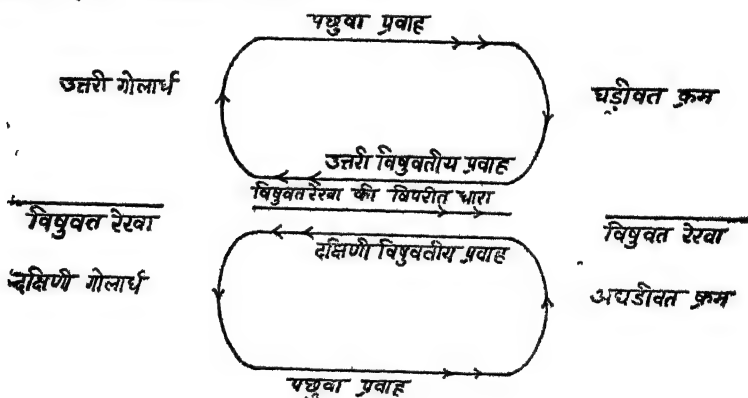 पछुवा प्रवाह
उत्तरी गोलार्ध
घड़ीवत क्रम
उत्तरी विषुवतीय प्रवाह
विषुवत रेखा की विपरीत धारा
विषुवत रेखा
विषुवत रेखा
दक्षिणी विषुवतीय प्रवाह
दक्षिणी गोलार्ध
अघडीवत क्रम
पछुवा प्रवाह